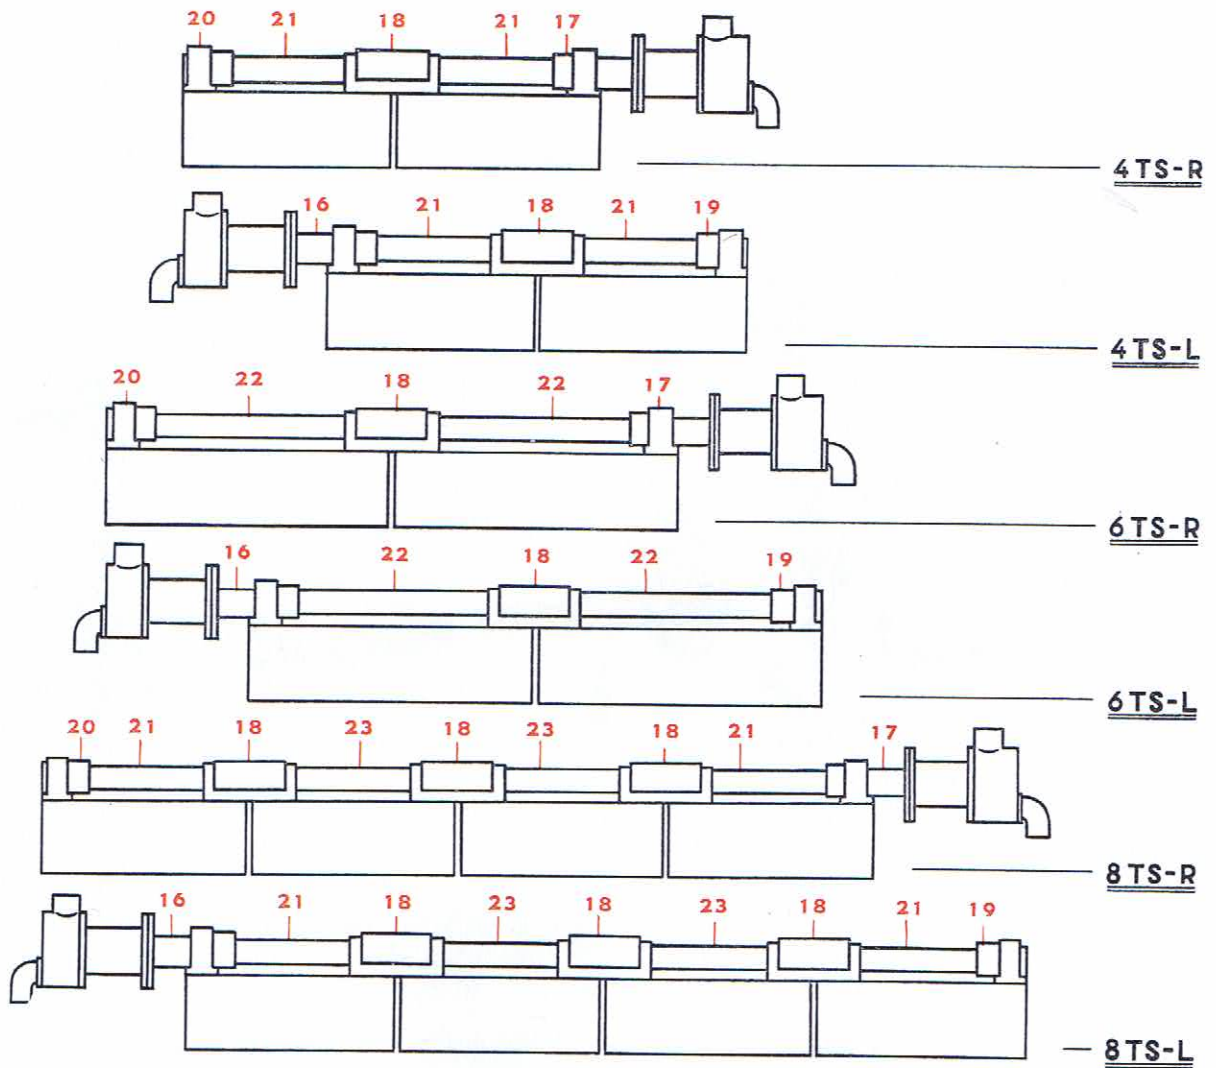 20 21 18 21 17
4TS-R
16 21 18 21 19
4TS-L
20 22 18 22 17
6TS-R
16 22 18 22 19
6TS-L
20 21 18 23 18 23 18 21 17
8TS-R
16 21 18 23 18 23 18 21 19
8TS-L